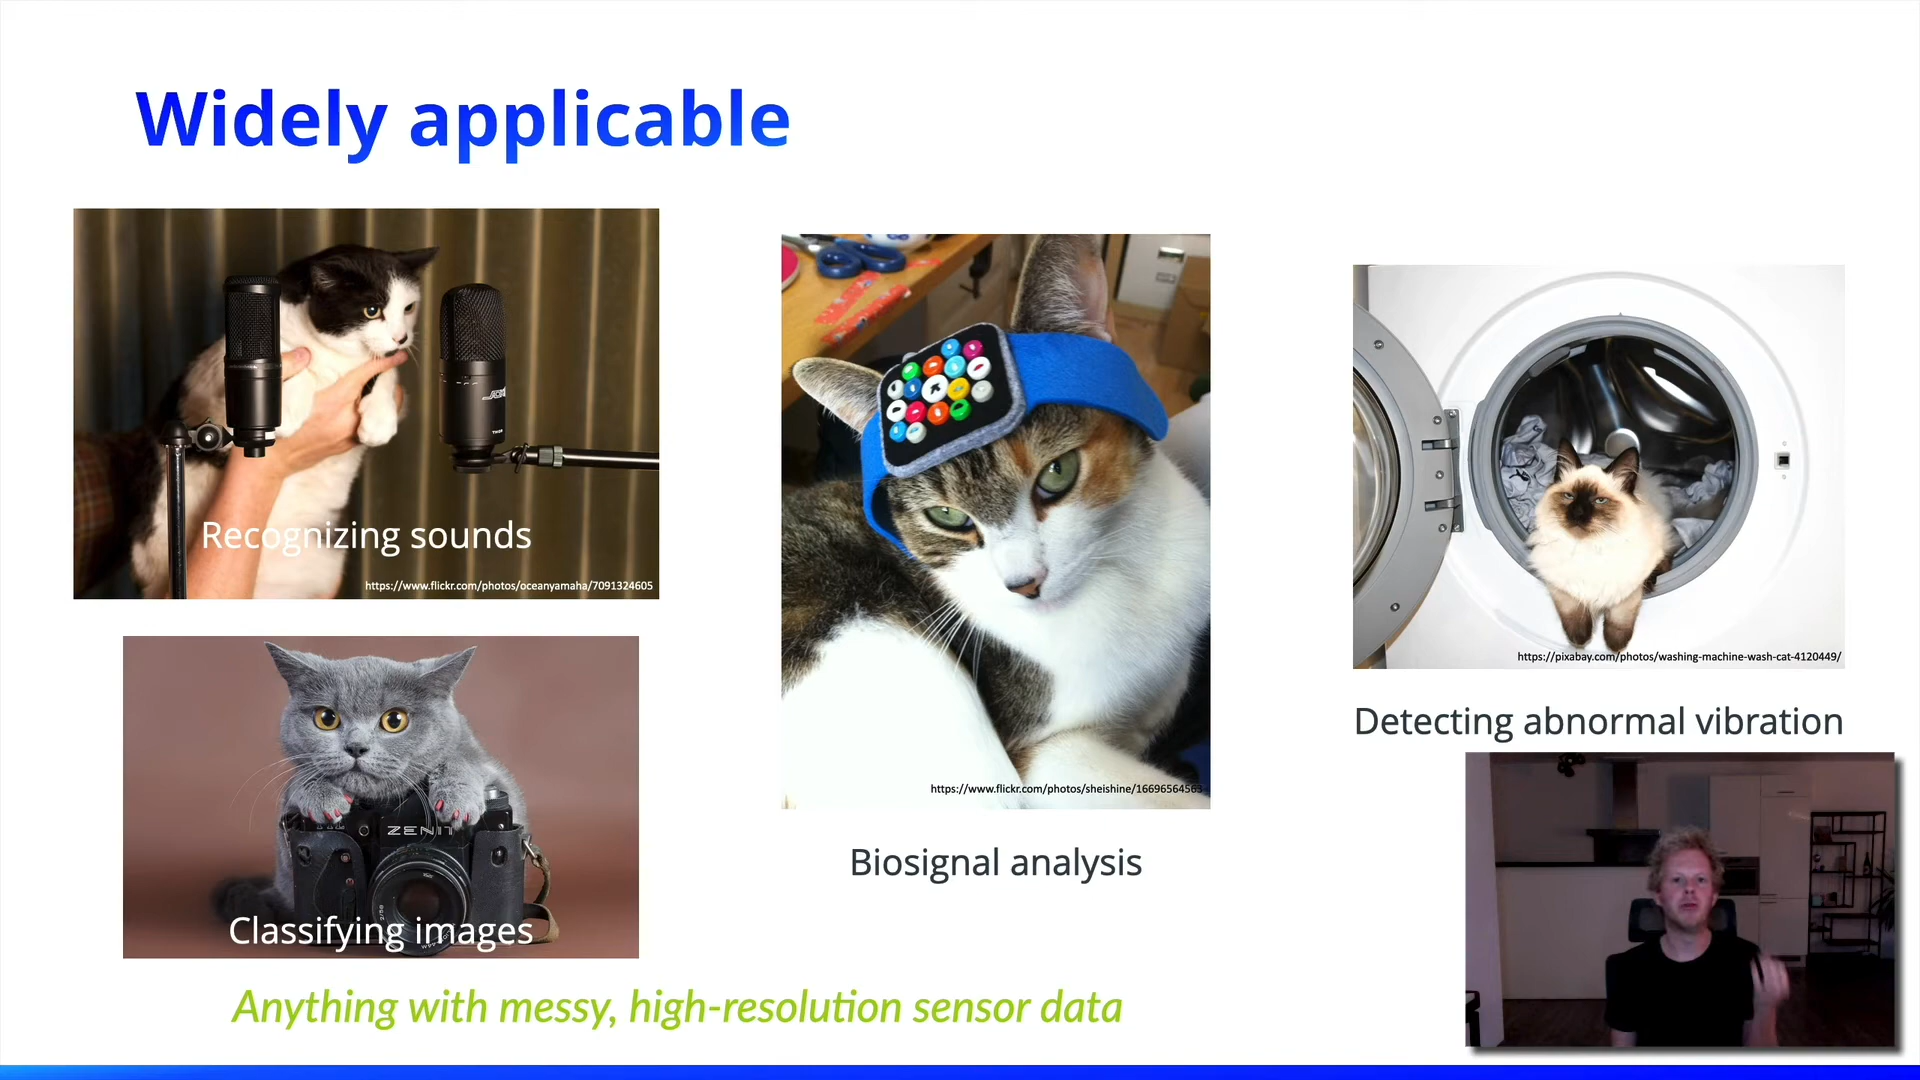 Widely applicable
Recognizing sounds
https://www.flickr.com/photos/oceanyamaha/7091324605
ZENIT
Classifying images
https://www.flickr.com/photos/sheishine/16696564563
Biosignal analysis
https://pixabay.com/photos/washing-machine-wash-cat-4120449/
Detecting abnormal vibration
Anything with messy, high-resolution sensor data